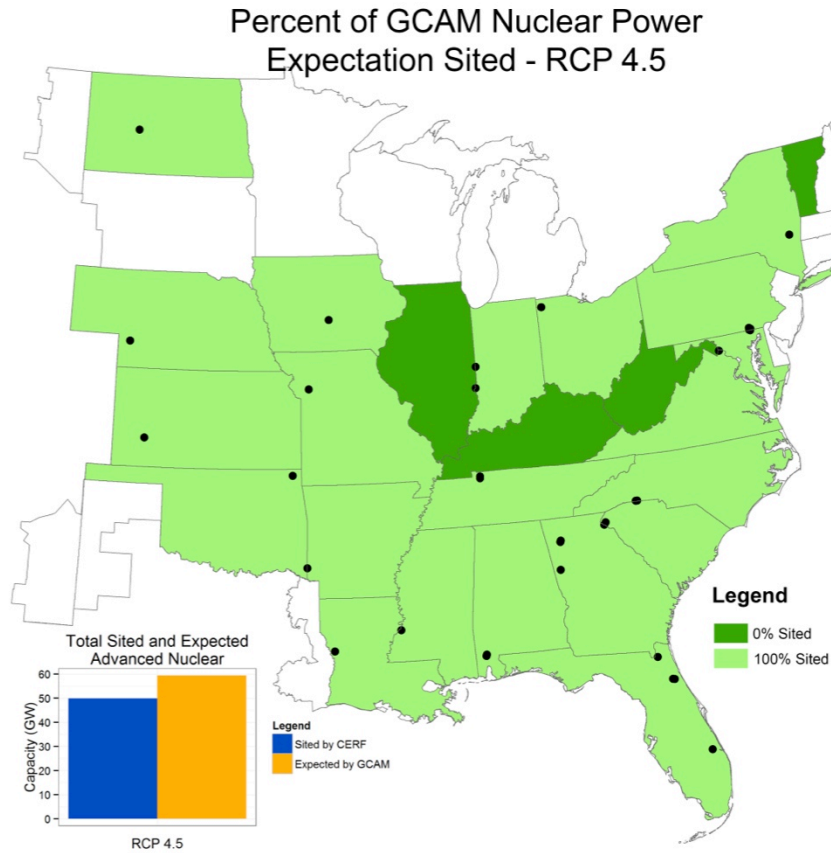 Percent of GCAM Nuclear Power
Expectation Sited - RCP 4.5
Legend
0% Sited
100% Sited
Total Sited and Expected
Advanced Nuclear
Capacity (GW)
60
50
40
30
20
10
0
RCP 4.5
Legend
Sited by CERF
Expected by GCAM